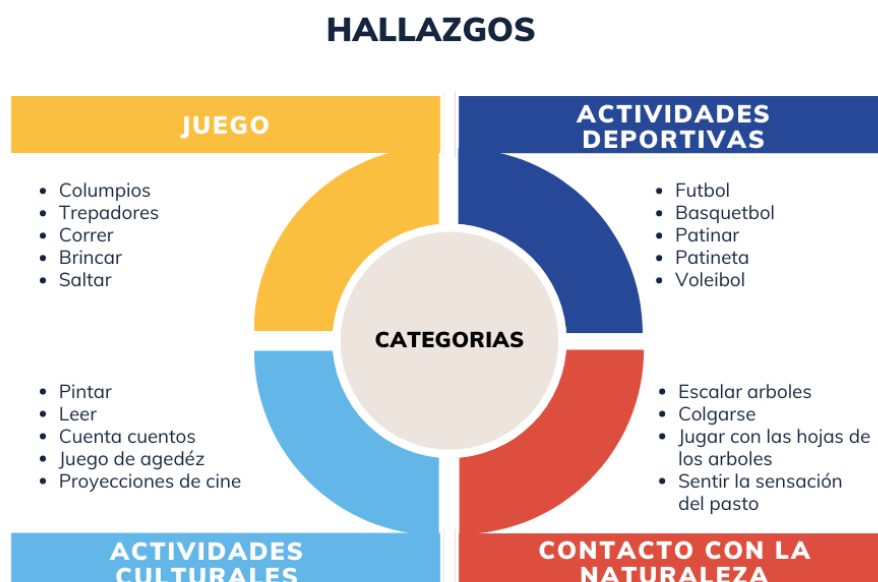 HALLAZGOS
JUEGO
Columpios
Trepadores
Correr
Brincar
Saltar
ACTIVIDADES
DEPORTIVAS
Futbol
Basquetbol
Patinar
Patineta
Voleibol
CATEGORIAS
Pintar
Leer
Cuenta cuentos
Juego de agedéz
Proyecciones de cine
ACTIVIDADES
CULTURALES
Escalar arboles
Colgarse
Jugar con las hojas de
los arboles
Sentir la sensación
del pasto
CONTACTO CON LA
NATURALEZA